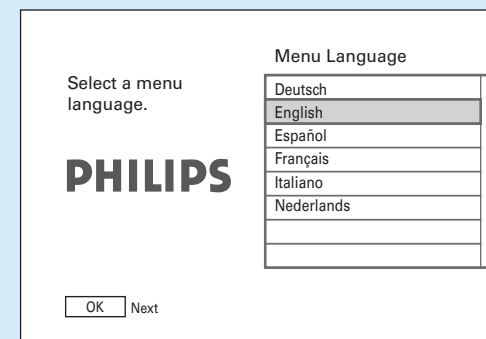 Menu Language
Select a menu
language.
PHILIPS
Deutsch
English
Español
Français
Italiano
Nederlands
OK Next